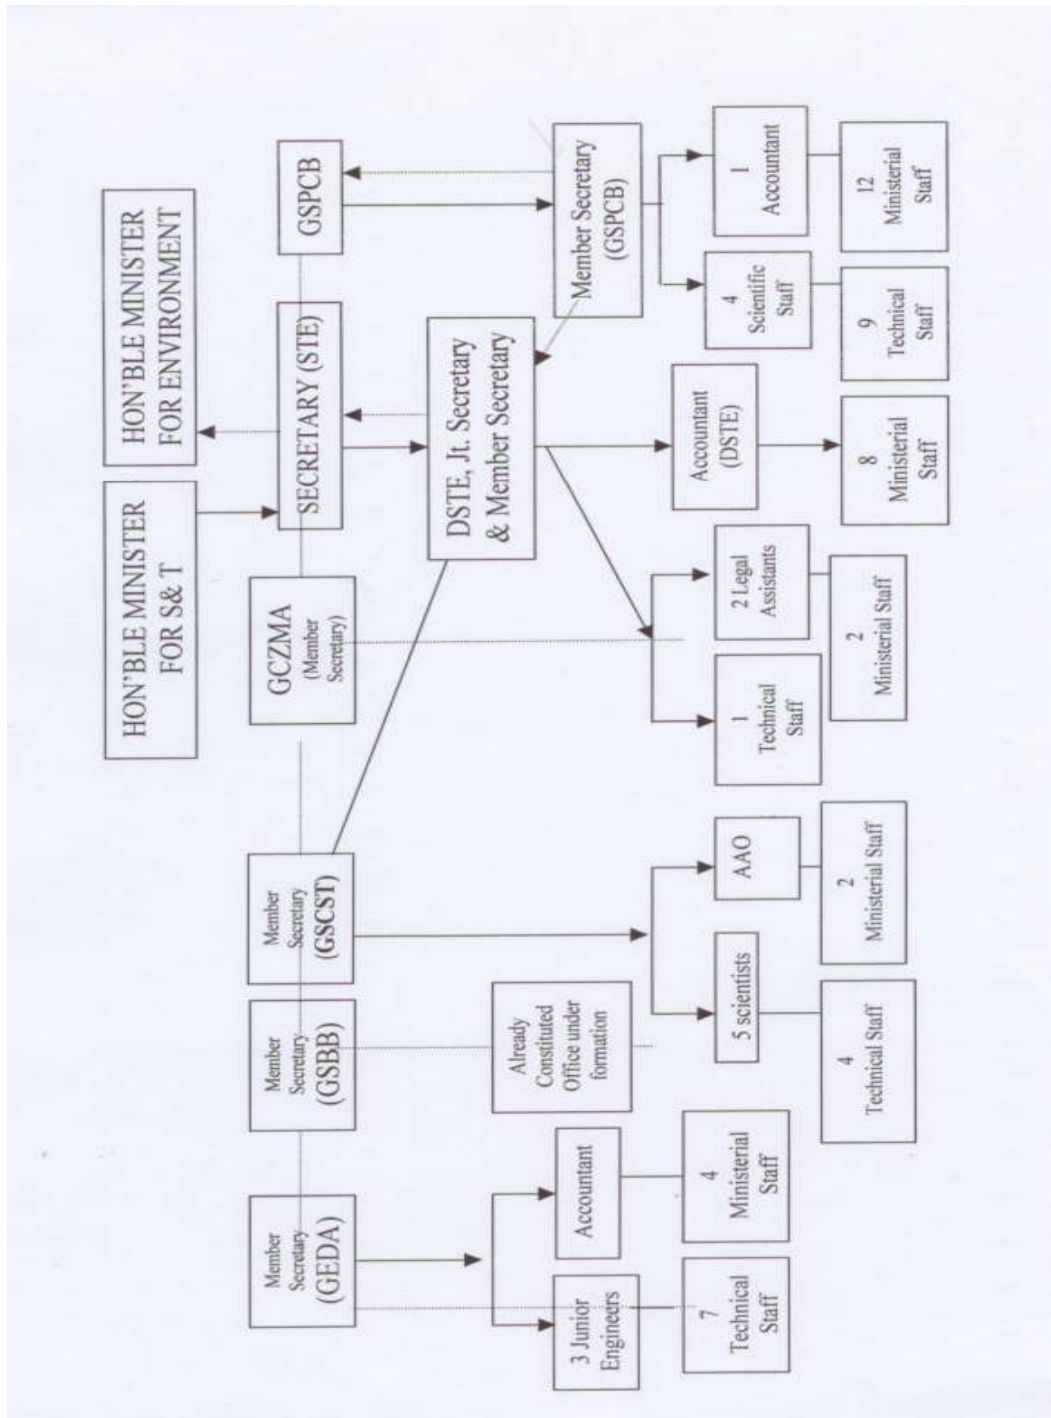 HON'BLE MINISTER
FOR S& T
HON'BLE MINISTER
FOR ENVIRONMENT
Member
Secretary
(GEDA)
Member
Secretary
(GSBB)
Member
Secretary
(GSCST)
GCZMA
(Member
Secretary)
SECRETARY (STE)
GSPCB
DSTE, Jt. Secretary
& Member Secretary
Already
Constituted
Office under
formation
Member Secretary
(GSPCB)
3 Junior
Engineers
Accountant
7
Technical
Staff
4
Ministerial
Staff
5 scientists
AAO
4
Technical Staff
2
Ministerial Staff
1
Technical
Staff
2 Legal
Assistants
2
Ministerial Staff
Accountant
(DSTE)
8
Ministerial
Staff
4
Scientific
Staff
1
Accountant
9
Technical
Staff
12
Ministerial
Staff